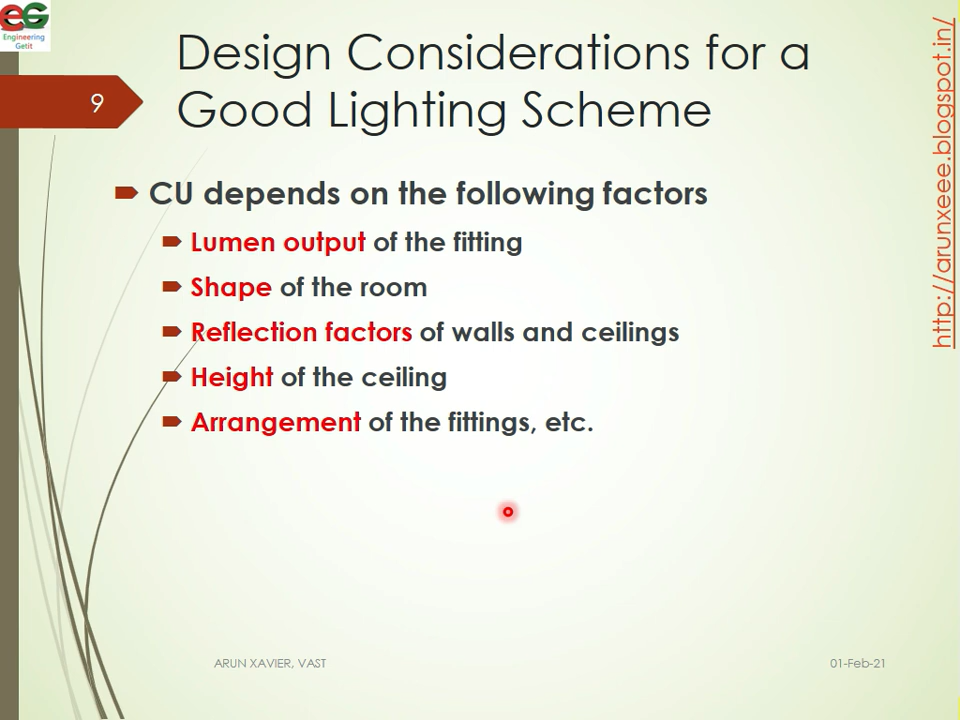 eG
Engineering
Getit
9
Design Considerations for a
Good Lighting Scheme
CU depends on the following factors
Lumen output of the fitting
Shape of the room
Reflection factors of walls and ceilings
Height of the ceiling
Arrangement of the fittings, etc.
http://arunxeee.blogspot.in/
ARUN XAVIER, VAST
01-Feb-21